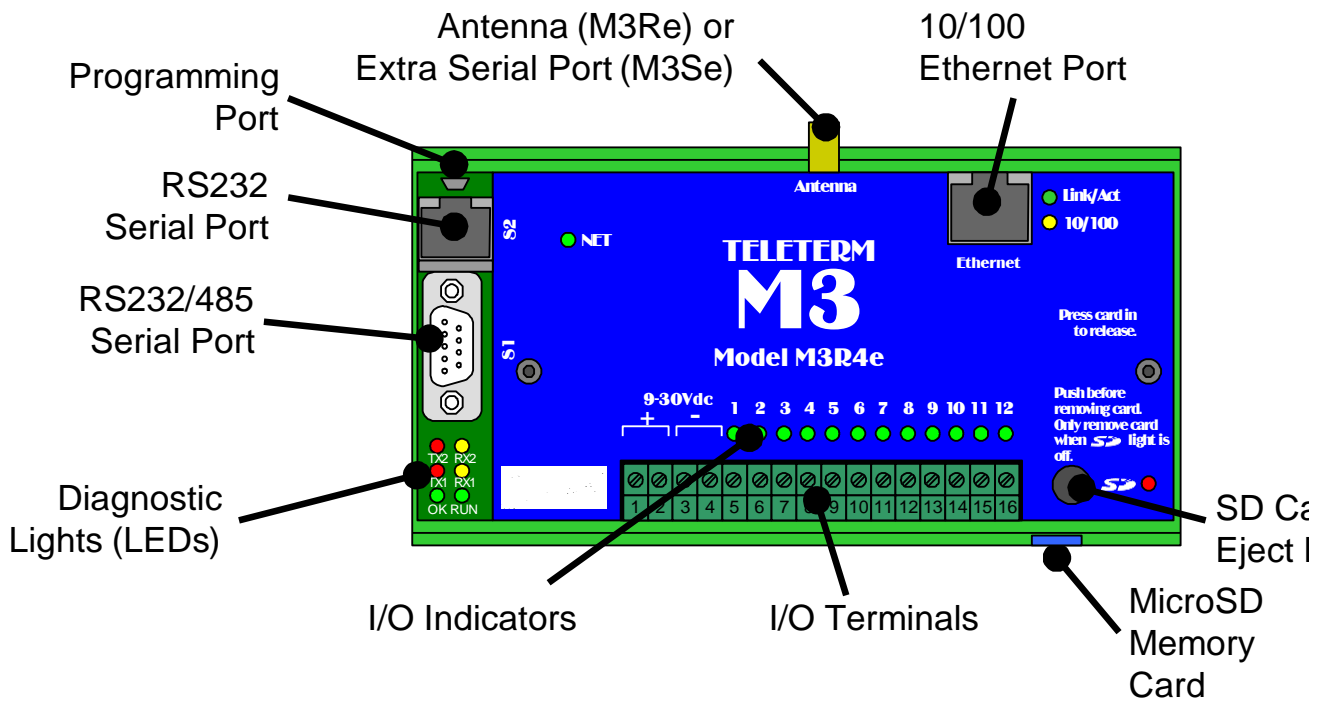 Antenna (M3Re) or
Extra Serial Port (M3Se)
10/100
Ethernet Port
Programming
Port
RS232
Serial Port
RS232/485
Serial Port
Diagnostic
Lights (LEDs)
Antenna
Link/Act
10/100
Ethernet
S2
NET
TELETERM
M3
Model M3R4e
S1
Press card in
to release.
9-30Vdc
+ -
1 2 3 4 5 6 7 8 9 10 11 12
Push before
removing card.
Only remove card
when SD light is
off.
TX2 RX2
TX1 RX1
OK RUN
1 2 3 4 5 6 7 8 9 10 11 12 13 14 15 16
SD
SD
Eject
I/O Indicators
I/O Terminals
MicroSD
Memory
Card